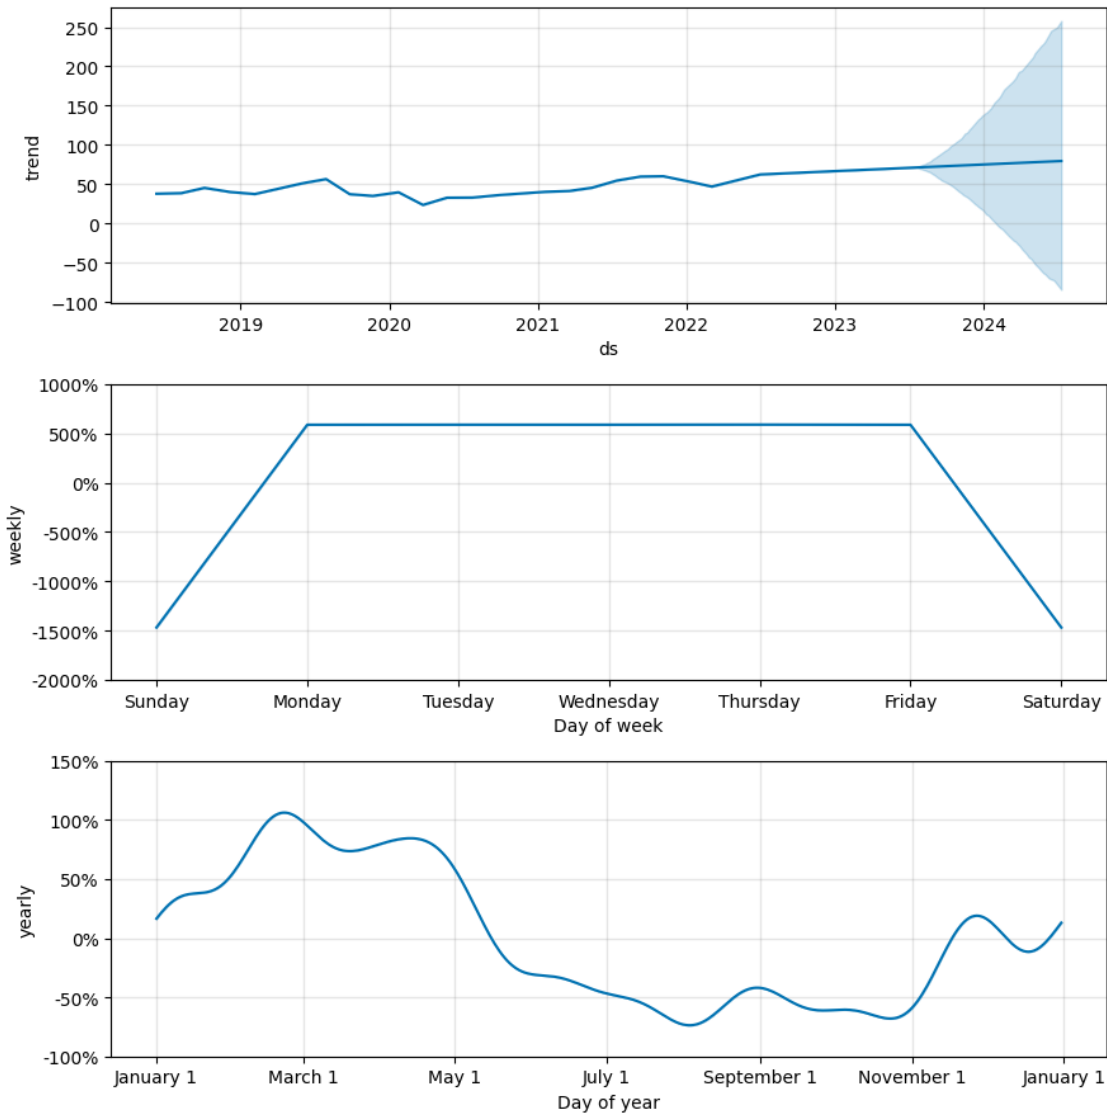 250
200
150
100
50
0
−50
−100
trend
2019 2020 2021 2022 2023 2024
ds
1000%
500%
0%
-500%
-1000%
-1500%
-2000%
weekly
Sunday Monday Tuesday Wednesday Thursday Friday Saturday
Day of week
150%
100%
50%
0%
-50%
-100%
yearly
January 1 March 1 May 1 July 1 September 1 November 1 January 1
Day of year